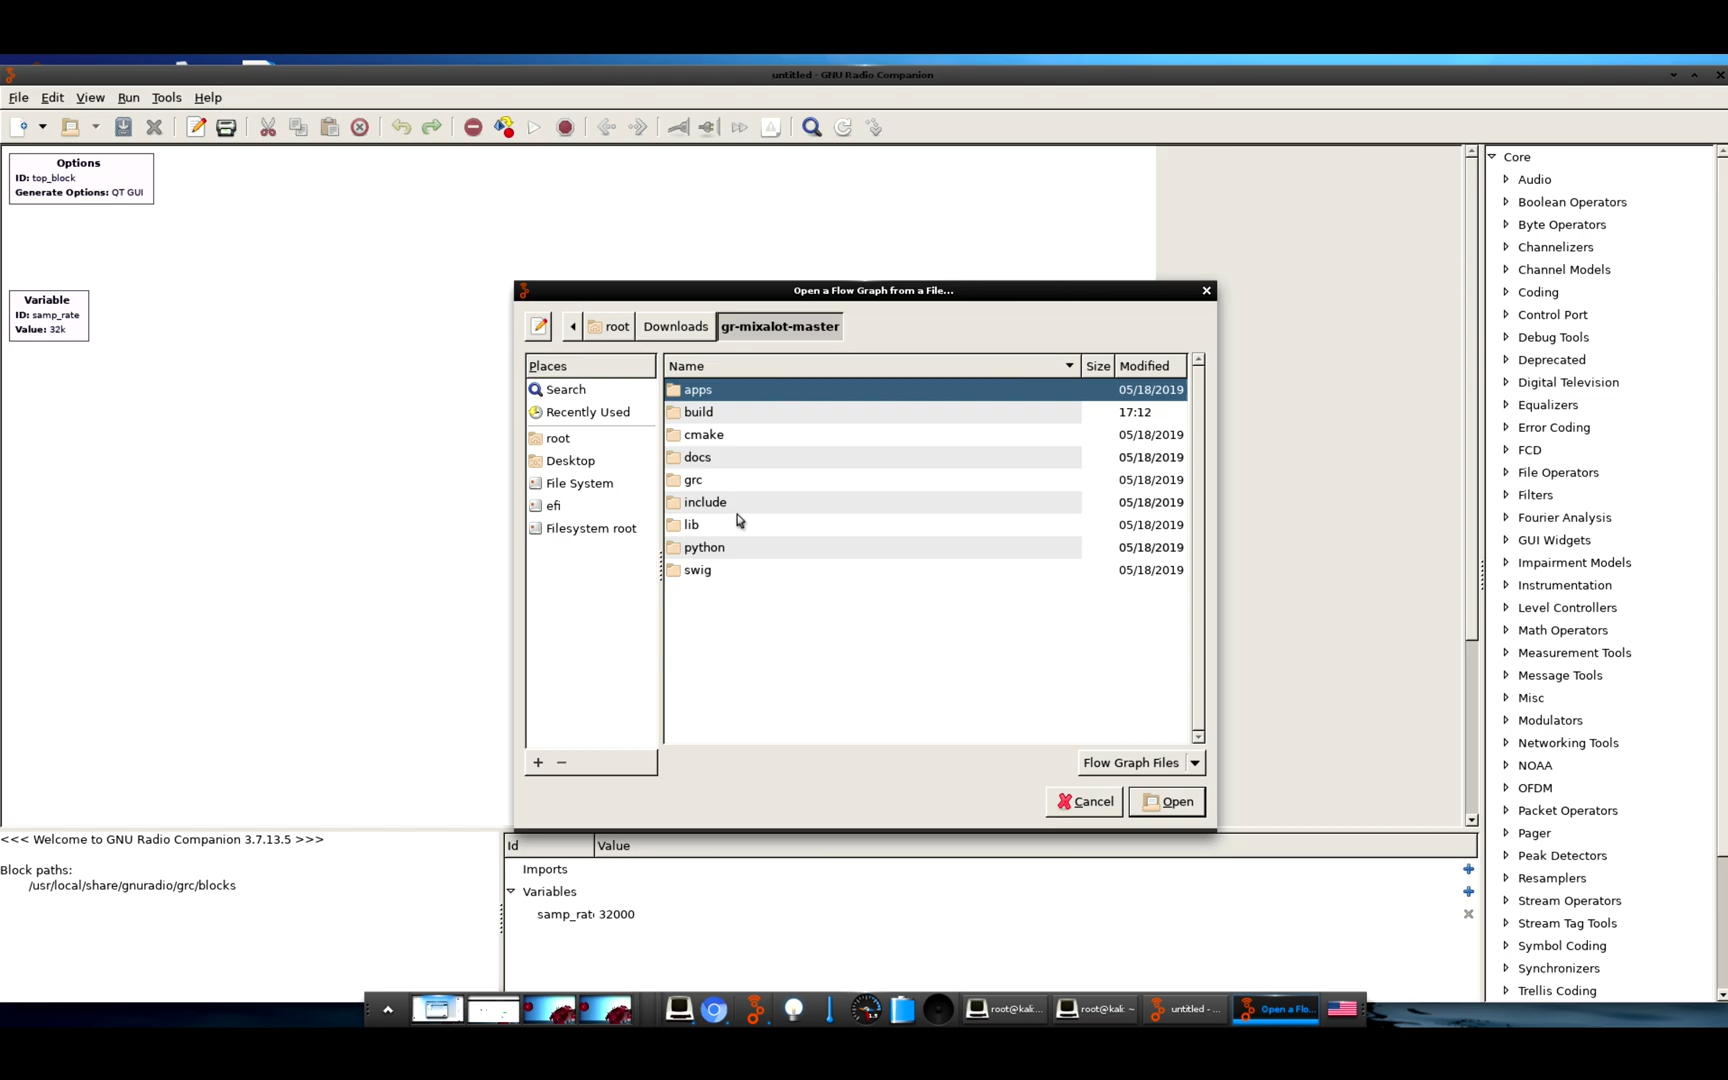 untitled - GNU Radio Companion
File Edit View Run Tools Help
Options
ID: top_block
Generate Options: QT GUI
Variable
ID: samp_rate
Value: 32k
Open a Flow Graph from a File...
root Downloads gr-mixalot-master
Places
Search
Recently Used
root
Desktop
File System
efi
Filesystem root
Name Size Modified
apps 05/18/2019
build 17:12
cmake 05/18/2019
docs 05/18/2019
grc 05/18/2019
include 05/18/2019
lib 05/18/2019
python 05/18/2019
swig 05/18/2019
Flow Graph Files
Cancel Open
Core
Audio
Boolean Operators
Byte Operators
Channelizers
Channel Models
Coding
Control Port
Debug Tools
Deprecated
Digital Television
Equalizers
Error Coding
FCD
File Operators
Filters
Fourier Analysis
GUI Widgets
Impairment Models
Instrumentation
Level Controllers
Math Operators
Measurement Tools
Message Tools
Misc
Modulators
Networking Tools
NOAA
OFDM
Packet Operators
Pager
Peak Detectors
Resamplers
Stream Operators
Stream Tag Tools
Symbol Coding
Synchronizers
Trellis Coding
<<< Welcome to GNU Radio Companion 3.7.13.5 >>>
Block paths:
/usr/local/share/gnuradio/grc/blocks
Id Value
Imports
Variables
samp_rat 32000
root@kali:... root@kali: ~ untitled - ... Open a Flo...